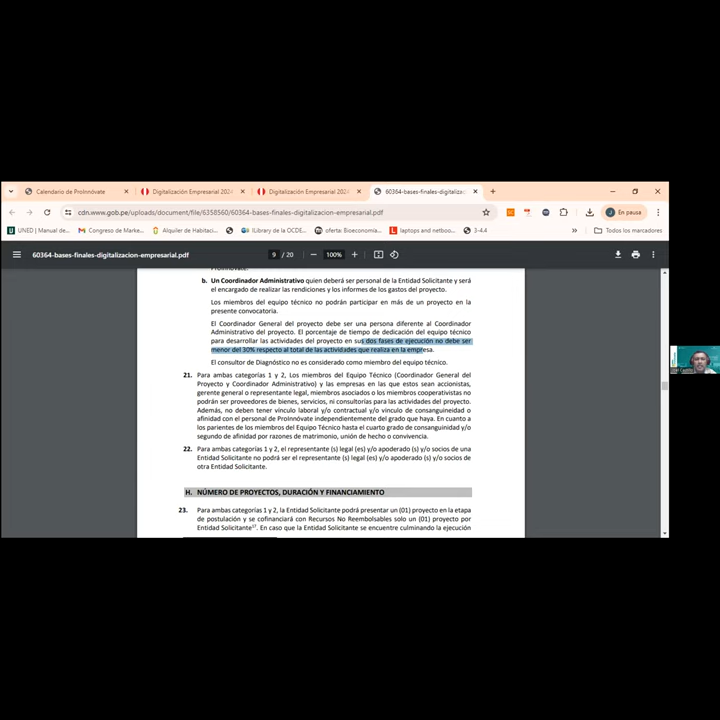 Calendario de ProInnóvate
Digitalización Empresarial 2024
Digitalización Empresarial 2024
60364-bases-finales-digitalizac
cdn.www.gob.pe/uploads/document/file/6358560/60364-bases-finales-digitalizacion-empresarial.pdf
En pausa
UNED | Manual de...
Congreso de Marke...
Alquiler de Habitaci...
ILibrary de la OCDE...
oferta: Bioeconomía...
laptops and netboo...
3-4.4
Todos los marcadores
60364-bases-finales-digitalizacion-empresarial.pdf
9 / 20
100%
ProInnóvate.
b. Un Coordinador Administrativo quien deberá ser personal de la Entidad Solicitante y será
el encargado de realizar las rendiciones y los informes de los gastos del proyecto.
Los miembros del equipo técnico no podrán participar en más de un proyecto en la
presente convocatoria.
El Coordinador General del proyecto debe ser una persona diferente al Coordinador
Administrativo del proyecto. El porcentaje de tiempo de dedicación del equipo técnico
para desarrollar las actividades del proyecto en sus dos fases de ejecución no debe ser
menor del 30% respecto al total de las actividades que realiza en la empresa.
El consultor de Diagnóstico no es considerado como miembro del equipo técnico.
21. Para ambas categorías 1 y 2, Los miembros del Equipo Técnico (Coordinador General del
Proyecto y Coordinador Administrativo) y las empresas en las que estos sean accionistas,
gerente general o representante legal, miembros asociados o los miembros cooperativistas no
podrán ser proveedores de bienes, servicios, ni consultorías para las actividades del proyecto.
Además, no deben tener vínculo laboral y/o contractual y/o vínculo de consanguineidad o
afinidad con el personal de ProInnóvate independientemente del grado que haya. En cuanto a
los parientes de los miembros del Equipo Técnico hasta el cuarto grado de consanguinidad y/o
segundo de afinidad por razones de matrimonio, unión de hecho o convivencia.
22. Para ambas categorías 1 y 2, el representante (s) legal (es) y/o apoderado (s) y/o socios de una
Entidad Solicitante no podrá ser el representante (s) legal (es) y/o apoderado (s) y/o socios de
otra Entidad Solicitante.
H. NÚMERO DE PROYECTOS, DURACIÓN Y FINANCIAMIENTO
23. Para ambas categorías 1 y 2, la Entidad Solicitante podrá presentar un (01) proyecto en la etapa
de postulación y se cofinanciará con Recursos No Reembolsables solo un (01) proyecto por
Entidad Solicitante¹⁷. En caso que la Entidad Solicitante se encuentre culminando la ejecución